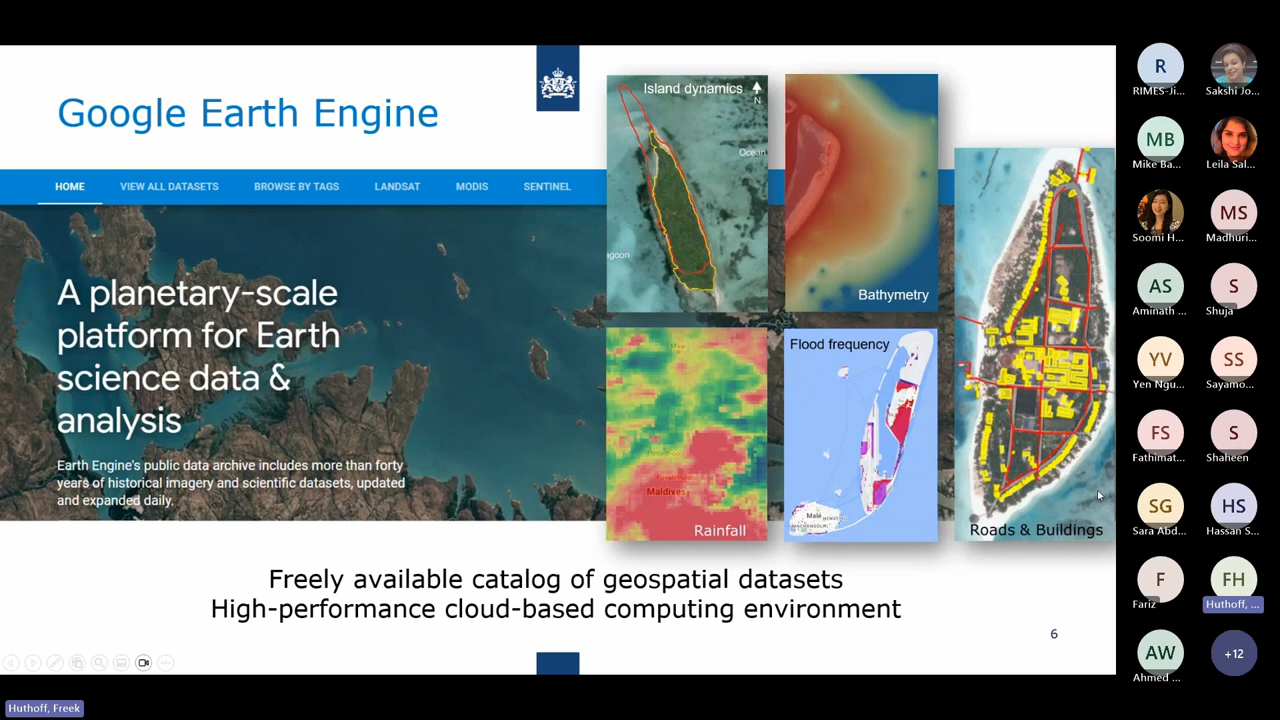 Google Earth Engine
HOME VIEW ALL DATASETS BROWSE BY TAGS LANDSAT MODIS SENTINEL
A planetary-scale
platform for Earth
science data &
analysis
Earth Engine's public data archive includes more than forty
years of historical imagery and scientific datasets, updated
and expanded daily.
Island dynamics
N
Ocean
agoon
Bathymetry
Maldives
Rainfall
Flood frequency
Malé
Roads & Buildings
Freely available catalog of geospatial datasets
High-performance cloud-based computing environment
6
Huthoff, Freek
R
RIMES-Ji...
Sakshi Jo...
MB
Mike Ba...
Leila Sal...
Soomi H...
MS
Madhuri...
AS
Aminath ...
S
Shuja
YV
Yen Ngu...
SS
Sayamo...
FS
Fathimat...
S
Shaheen
SG
Sara Abd...
HS
Hassan S...
F
Fariz
FH
Huthoff, ...
AW
Ahmed ...
+12